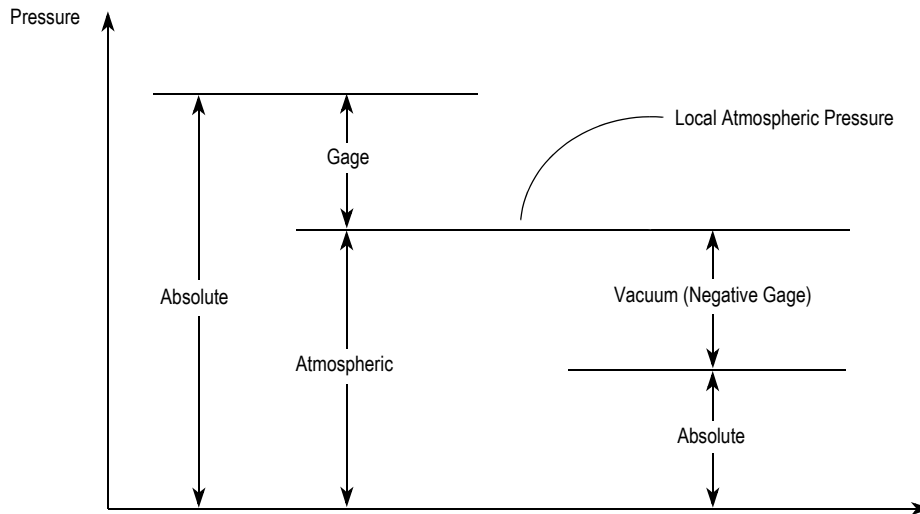 Pressure
Local Atmospheric Pressure
Gage
Absolute
Vacuum (Negative Gage)
Atmospheric
Absolute